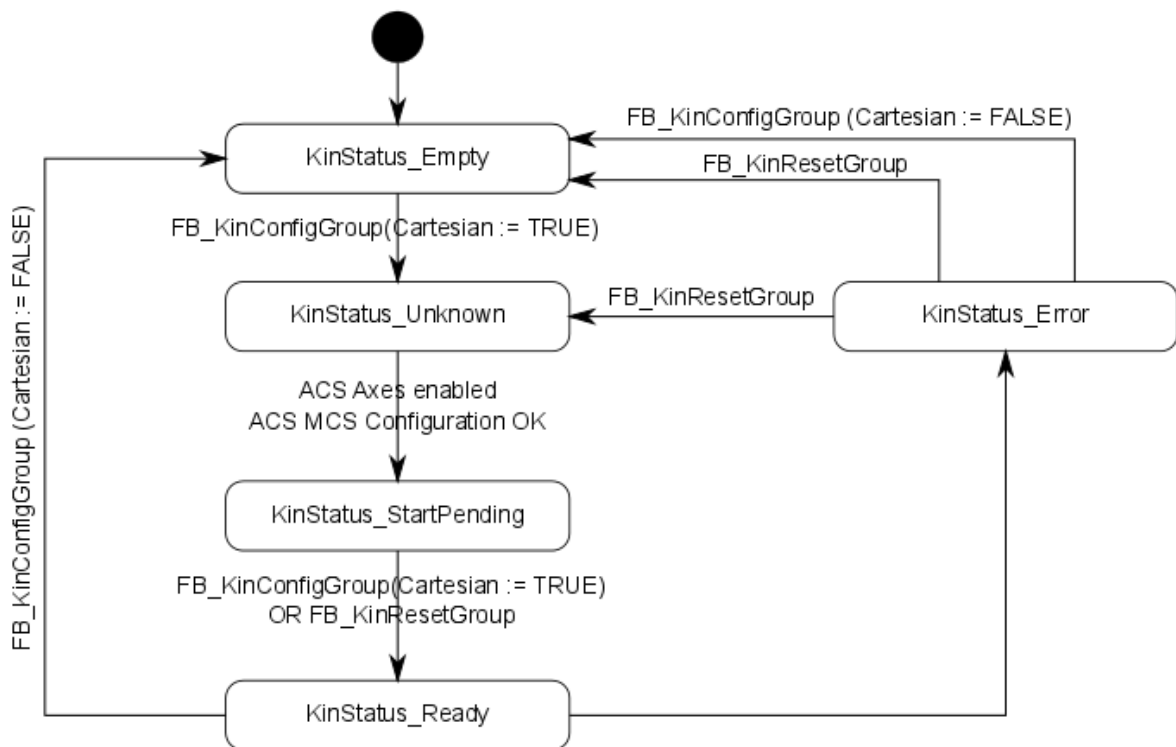 FB_KinConfigGroup (Cartesian := FALSE)
KinStatus_Empty
FB_KinResetGroup
FB_KinConfigGroup(Cartesian := TRUE)
FB_KinConfigGroup (Cartesian := FALSE)
FB_KinResetGroup
KinStatus_Unknown
KinStatus_Error
ACS Axes enabled
ACS MCS Configuration OK
KinStatus_StartPending
FB_KinConfigGroup(Cartesian := TRUE)
OR FB_KinResetGroup
KinStatus_Ready